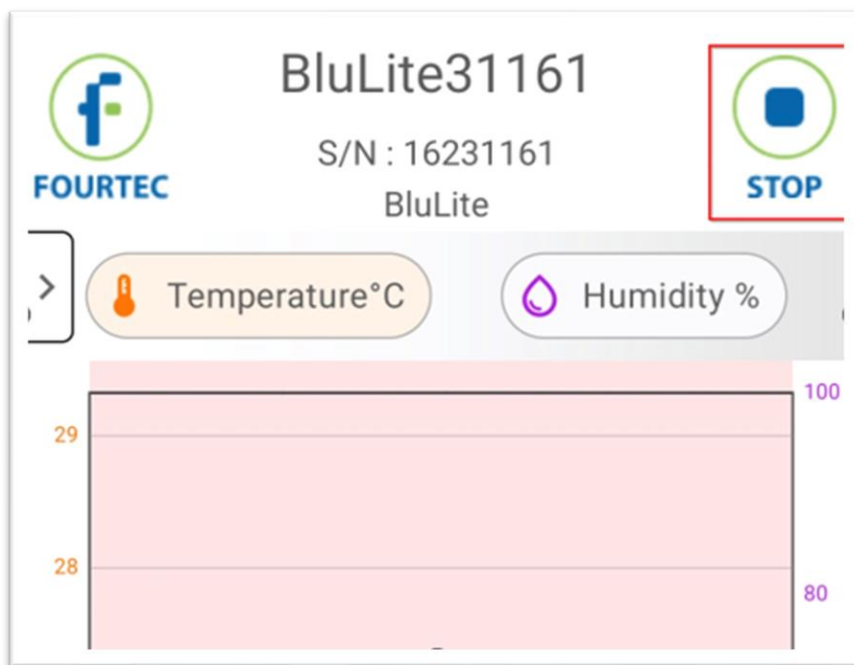 BluLite31161
S/N : 16231161
BluLite
FOURTEC
STOP
Temperature°C
Humidity %
100
29
28
80